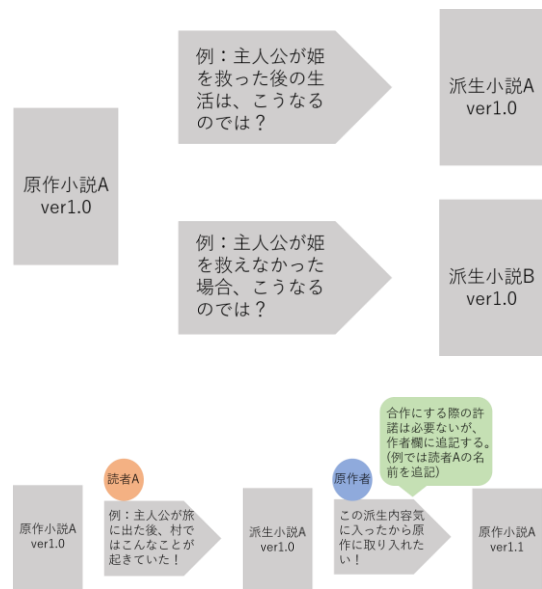 原作小説A
ver1.0
例：主人公が姫
を救った後の生
活は、こうなる
のでは？
派生小説A
ver1.0
例：主人公が姫
を救えなかった
場合、こうなる
のでは？
派生小説B
ver1.0
原作小説A
ver1.0
読者A
例：主人公が旅
に出た後、村で
はこんなことが
起きていた！
派生小説A
ver1.0
原作者
この派生内容気
に入ったから原
作に取り入れた
い！
合作にする際の許
諾は必要ないが、
作者欄に追記する。
(例では読者Aの名
前を追記)
原作小説A
ver1.1